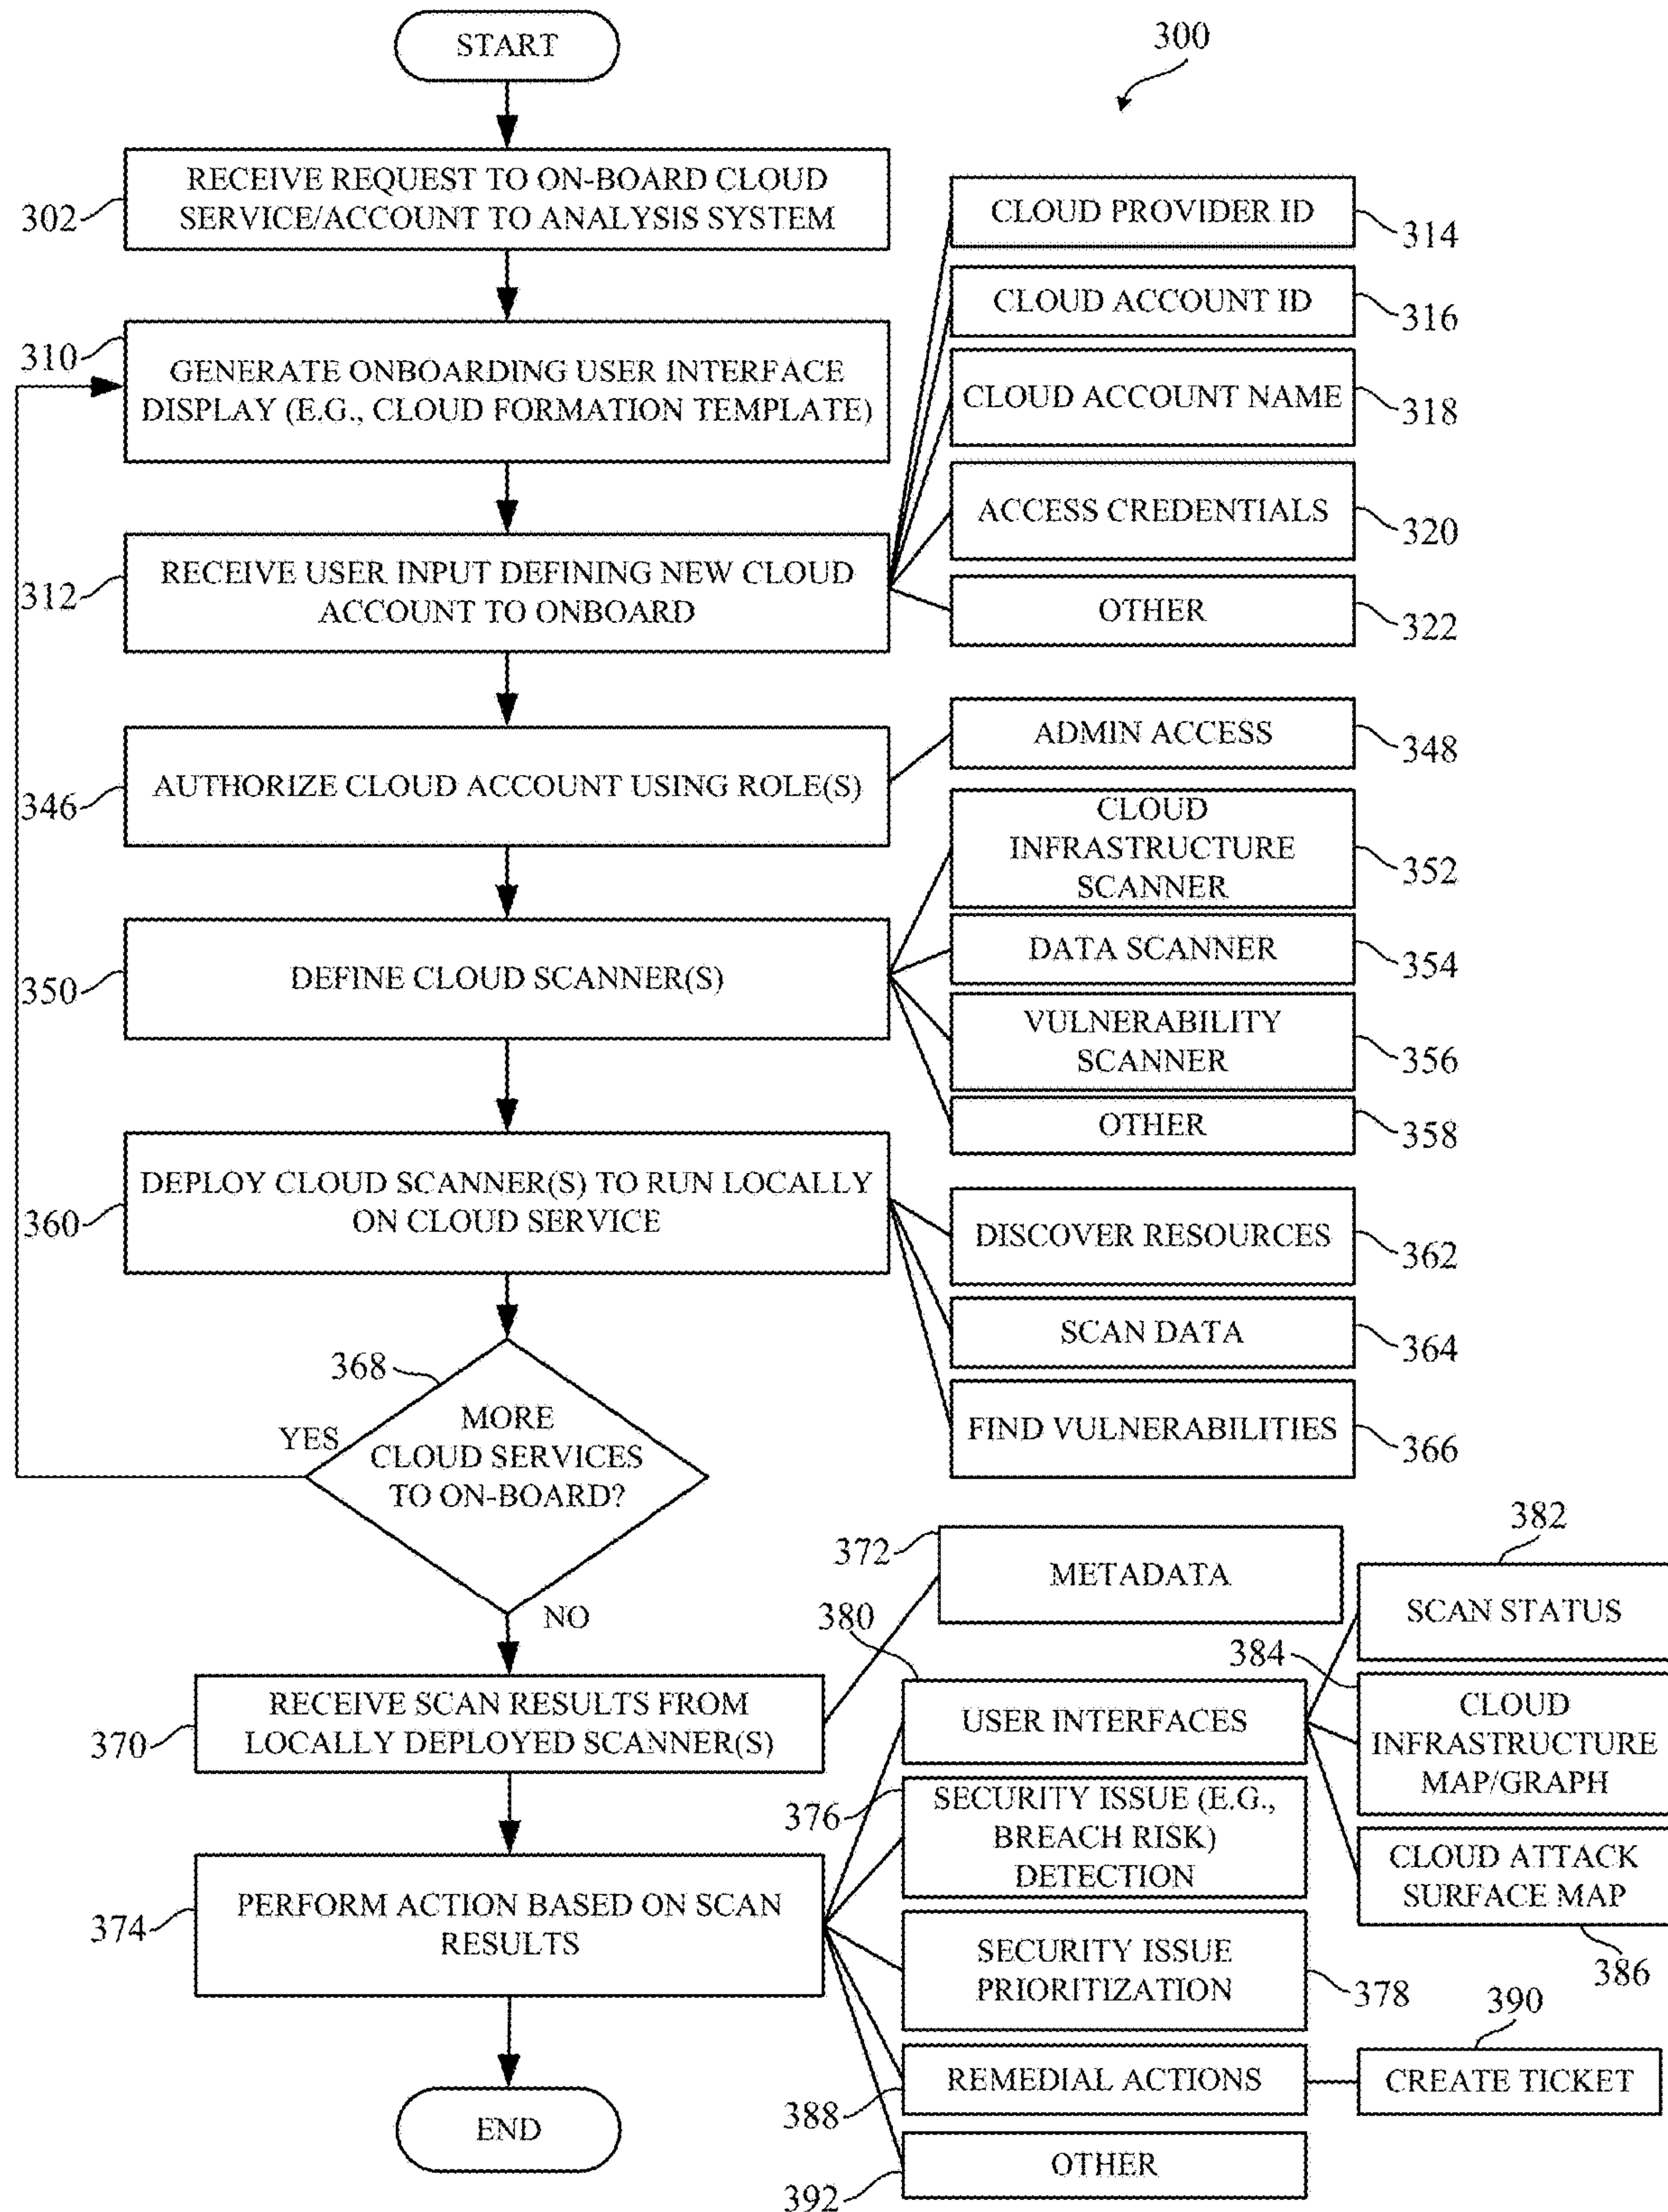 START
300
RECEIVE REQUEST TO ON-BOARD CLOUD
SERVICE/ACCOUNT TO ANALYSIS SYSTEM
302
CLOUD PROVIDER ID
314
CLOUD ACCOUNT ID
316
310
GENERATE ONBOARDING USER INTERFACE
DISPLAY (E.G., CLOUD FORMATION TEMPLATE)
CLOUD ACCOUNT NAME
318
ACCESS CREDENTIALS
320
RECEIVE USER INPUT DEFINING NEW CLOUD
ACCOUNT TO ONBOARD
312
OTHER
322
AUTHORIZE CLOUD ACCOUNT USING ROLE(S)
346
ADMIN ACCESS
348
CLOUD
INFRASTRUCTURE
SCANNER
352
DEFINE CLOUD SCANNER(S)
350
DATA SCANNER
354
VULNERABILITY
SCANNER
356
OTHER
358
DEPLOY CLOUD SCANNER(S) TO RUN LOCALLY
ON CLOUD SERVICE
360
DISCOVER RESOURCES
362
SCAN DATA
364
FIND VULNERABILITIES
366
368
MORE
CLOUD SERVICES
TO ON-BOARD?
YES
NO
372
METADATA
382
SCAN STATUS
380
USER INTERFACES
384
CLOUD
INFRASTRUCTURE
MAP/GRAPH
RECEIVE SCAN RESULTS FROM
LOCALLY DEPLOYED SCANNER(S)
370
376
SECURITY ISSUE (E.G.,
BREACH RISK)
DETECTION
CLOUD ATTACK
SURFACE MAP
386
PERFORM ACTION BASED ON SCAN
RESULTS
374
SECURITY ISSUE
PRIORITIZATION
378
390
REMEDIAL ACTIONS
388
CREATE TICKET
END
OTHER
392